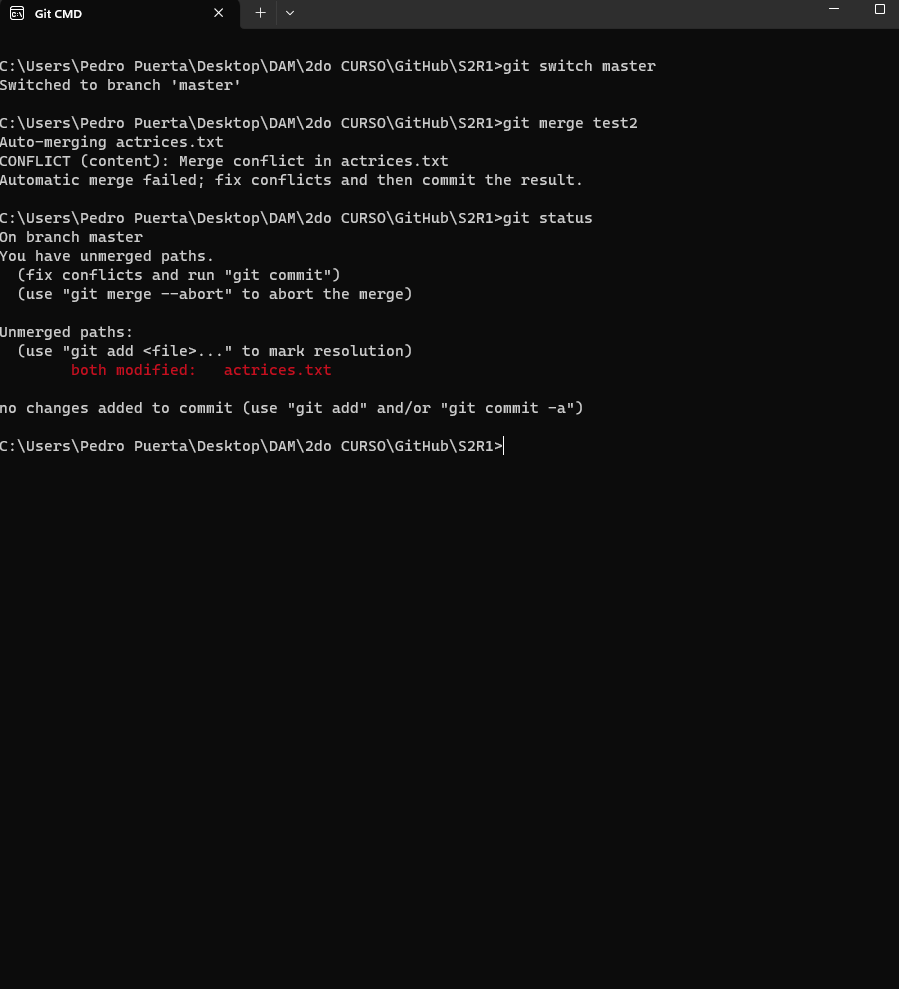 Git CMD
C:\Users\Pedro Puerta\Desktop\DAM\2do CURSO\GitHub\S2R1>git switch master
Switched to branch 'master'
C:\Users\Pedro Puerta\Desktop\DAM\2do CURSO\GitHub\S2R1>git merge test2
Auto-merging actrices.txt
CONFLICT (content): Merge conflict in actrices.txt
Automatic merge failed; fix conflicts and then commit the result.
C:\Users\Pedro Puerta\Desktop\DAM\2do CURSO\GitHub\S2R1>git status
On branch master
You have unmerged paths.
  (fix conflicts and run "git commit")
  (use "git merge --abort" to abort the merge)
Unmerged paths:
  (use "git add <file>..." to mark resolution)
        both modified:   actrices.txt
no changes added to commit (use "git add" and/or "git commit -a")
C:\Users\Pedro Puerta\Desktop\DAM\2do CURSO\GitHub\S2R1>